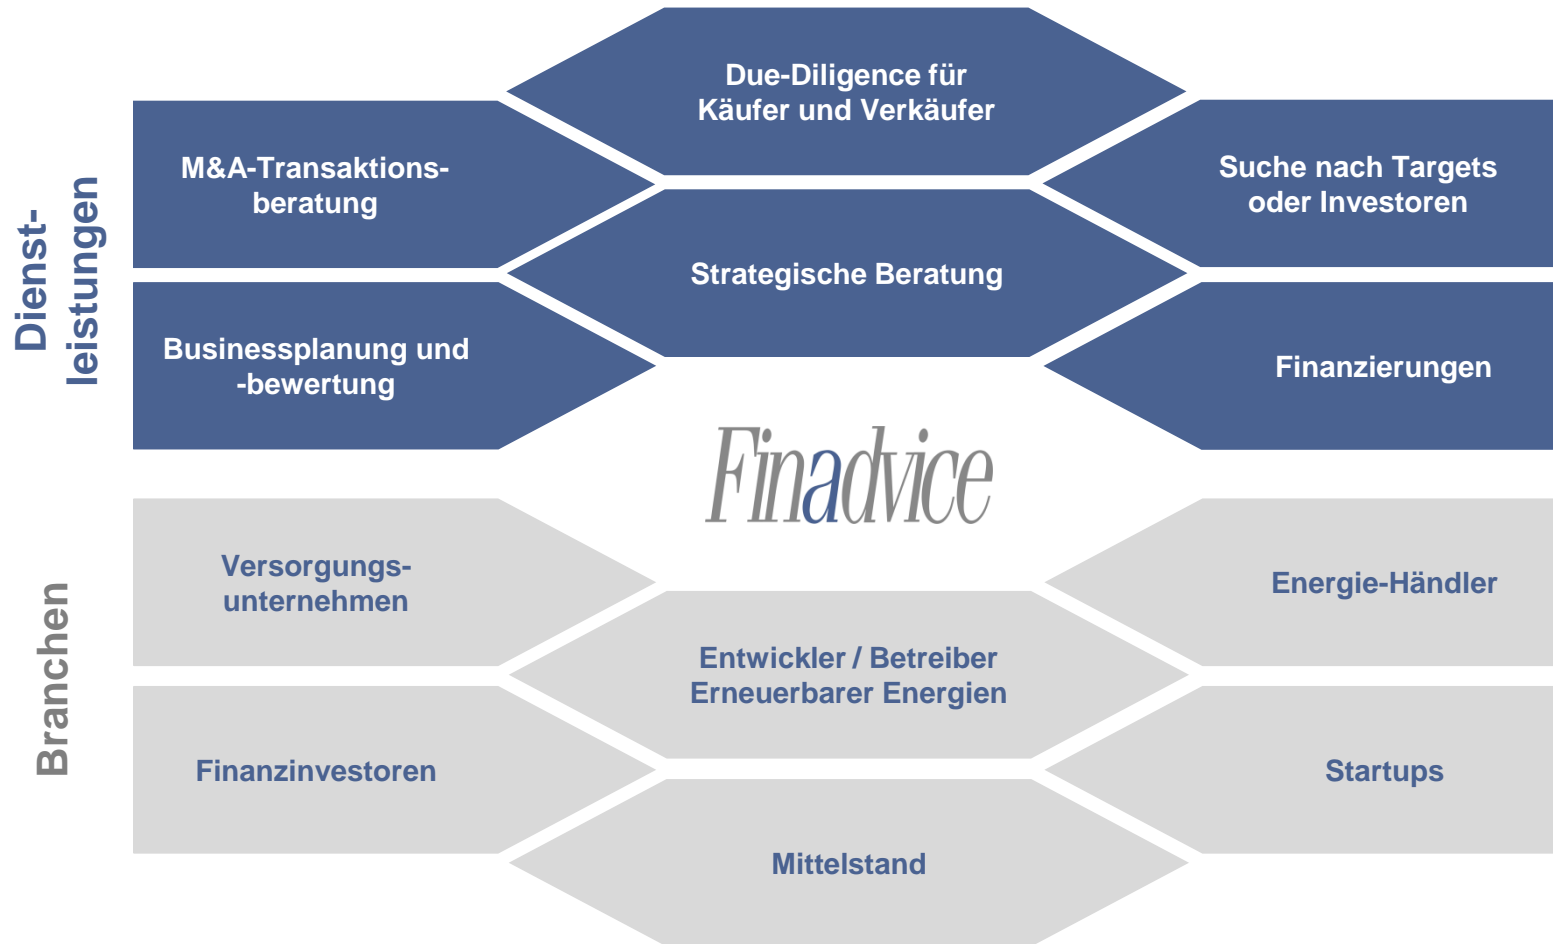 Dienst-
leistungen
Due-Diligence für
Käufer und Verkäufer
M&A-Transaktions-
beratung
Suche nach Targets
oder Investoren
Strategische Beratung
Businessplanung und
-bewertung
Finanzierungen
Finadvice
Branchen
Versorgungs-
unternehmen
Energie-Händler
Entwickler / Betreiber
Erneuerbarer Energien
Finanzinvestoren
Startups
Mittelstand